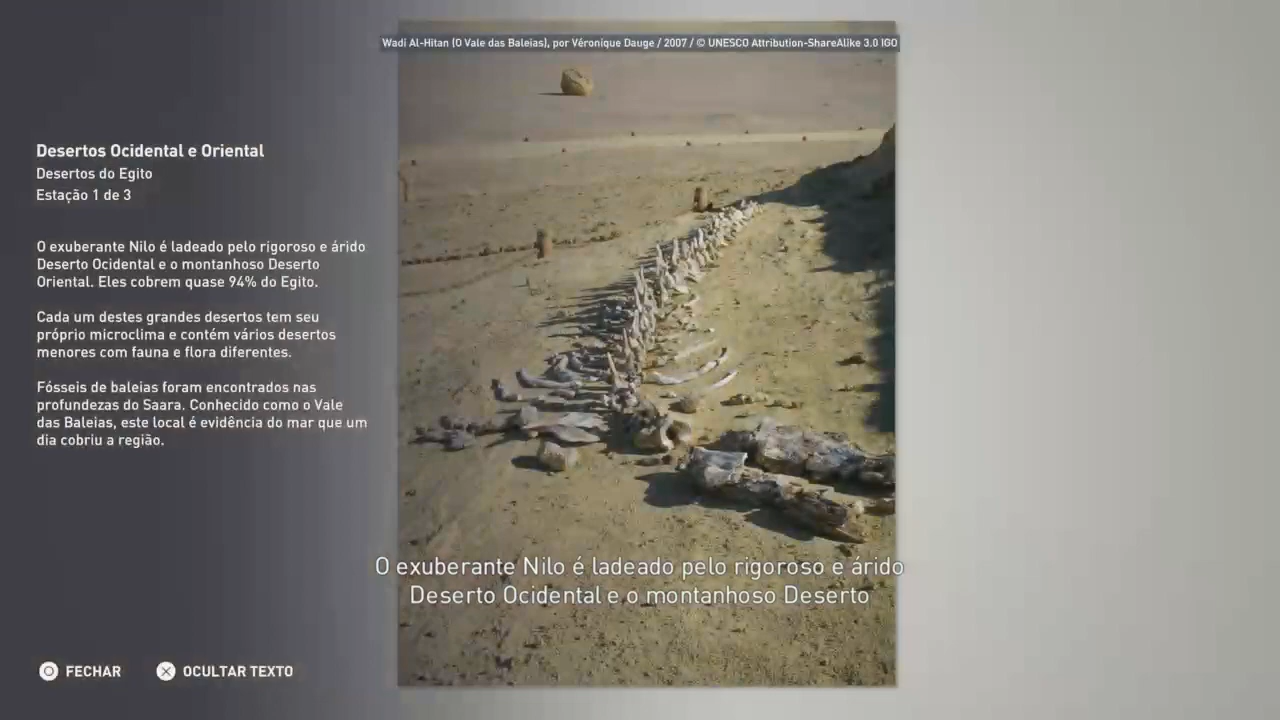 Wadi Al-Hitan (O Vale das Baleias), por Véronique Dauge / 2007 / © UNESCO Attribution-ShareAlike 3.0 IGO
Desertos Ocidental e Oriental
Desertos do Egito
Estação 1 de 3
O exuberante Nilo é ladeado pelo rigoroso e árido
Deserto Ocidental e o montanhoso Deserto
Oriental. Eles cobrem quase 94% do Egito.
Cada um destes grandes desertos tem seu
próprio microclima e contém vários desertos
menores com fauna e flora diferentes.
Fósseis de baleias foram encontrados nas
profundezas do Saara. Conhecido como o Vale
das Baleias, este local é evidência do mar que um
dia cobriu a região.
O exuberante Nilo é ladeado pelo rigoroso e árido
Deserto Ocidental e o montanhoso Deserto
FECHAR
OCULTAR TEXTO